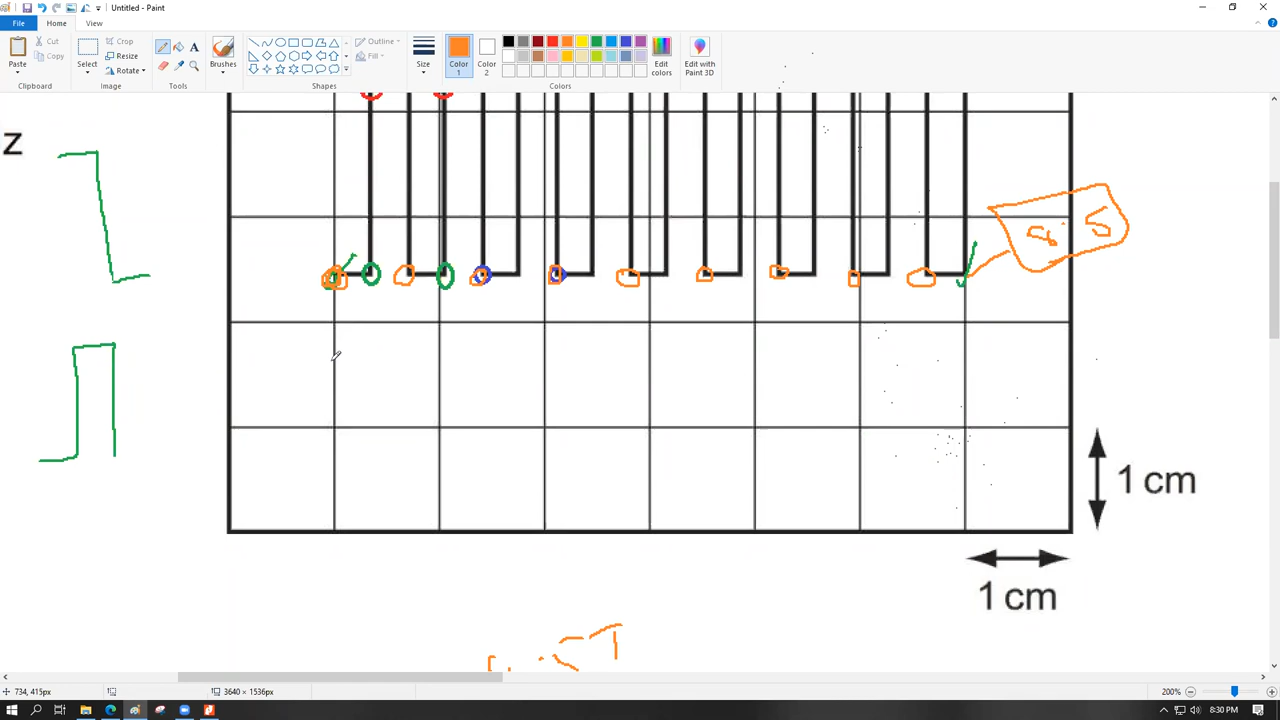 Untitled - Paint
File Home View
Paste
Cut
Copy
Clipboard
Select
Crop
Resize
Rotate
Image
A
Tools
Brushes
Shapes
Outline
Fill
Size
Color 1
Color 2
Edit colors
Colors
Edit with Paint 3D
z
8.5
1 cm
1 cm
734, 415px
3640 × 1536px
200%
8:30 PM